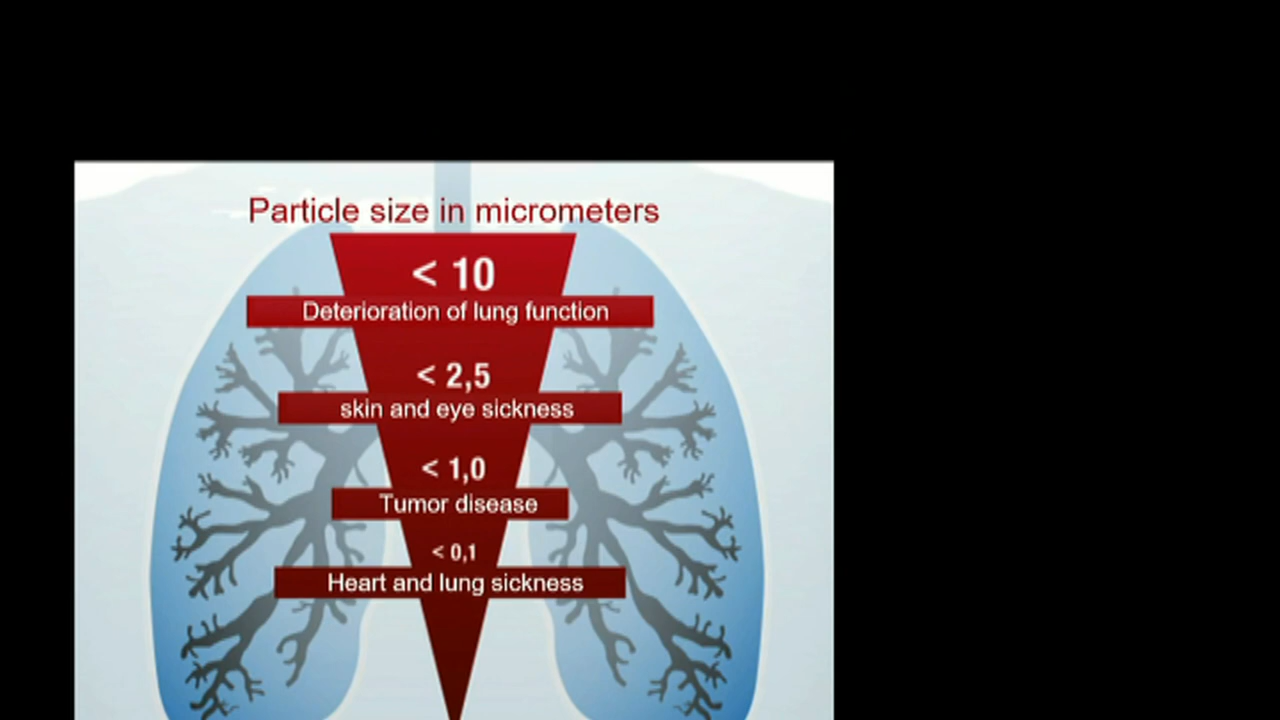 Particle size in micrometers
< 10
Deterioration of lung function
< 2,5
skin and eye sickness
< 1,0
Tumor disease
< 0,1
Heart and lung sickness